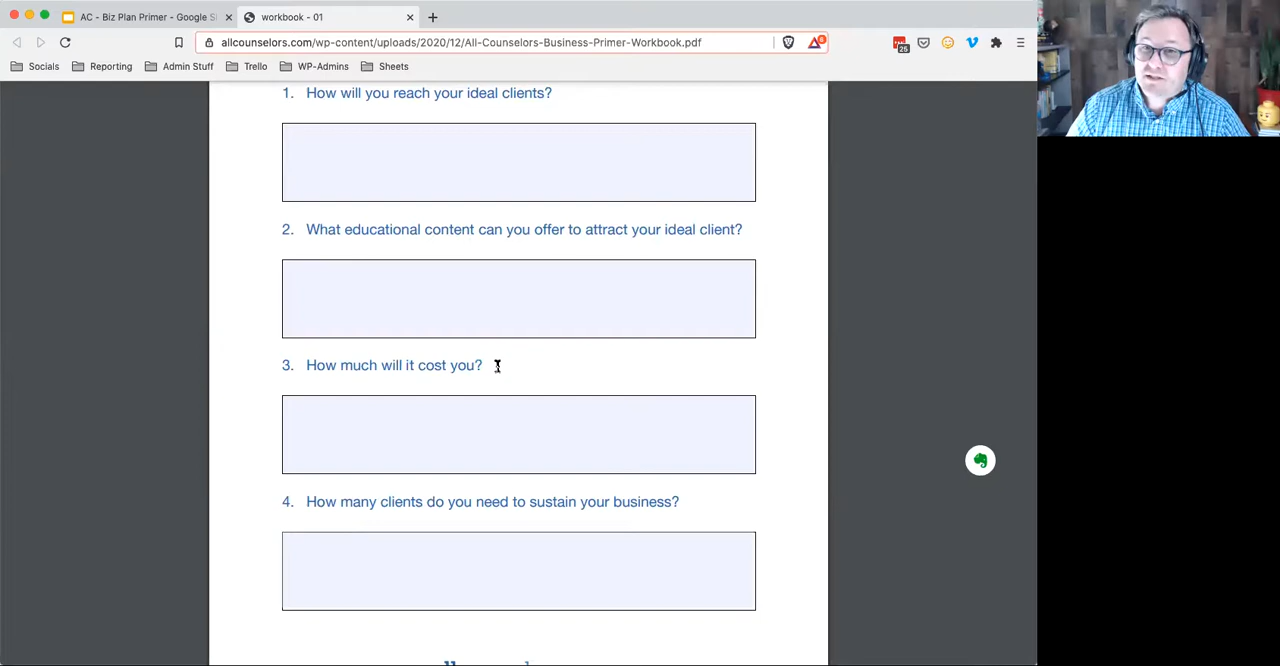 AC - Biz Plan Primer - Google Sl
workbook - 01
allcounselors.com/wp-content/uploads/2020/12/All-Counselors-Business-Primer-Workbook.pdf
6
25
Socials
Reporting
Admin Stuff
Trello
WP-Admins
Sheets
1. How will you reach your ideal clients?
2. What educational content can you offer to attract your ideal client?
3. How much will it cost you?
4. How many clients do you need to sustain your business?